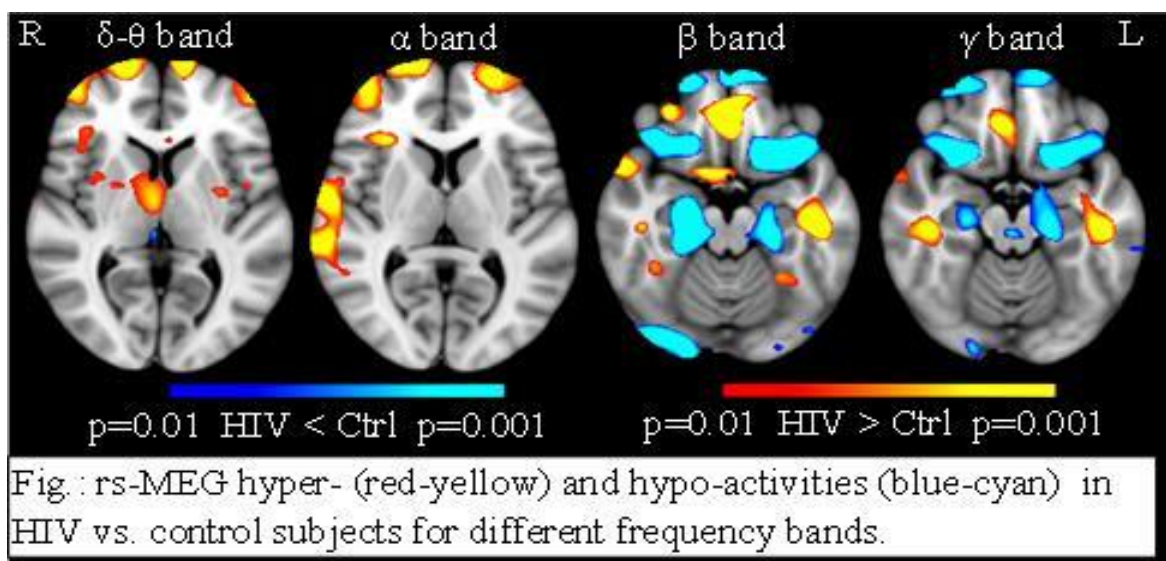 R δ-θ band α band β band γ band L
p=0.01 HIV < Ctrl p=0.001 p=0.01 HIV > Ctrl p=0.001
Fig.: rs-MEG hyper- (red-yellow) and hypo-activities (blue-cyan) in
HIV vs. control subjects for different frequency bands.